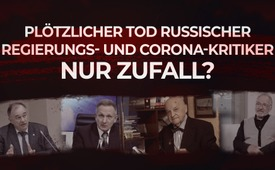 PLÖTZLICHER TOD RUSSISCHER
REGIERUNGS- UND CORONA-KRITIKER
NUR ZUFALL?